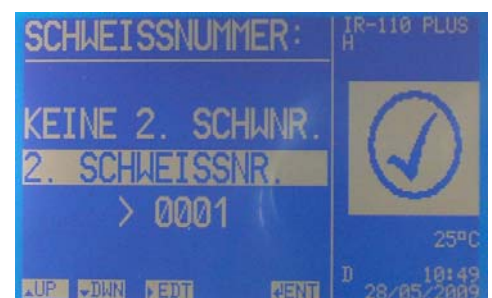 SCHWEISSNUMMER:
KEINE 2. SCHWNR.
2. SCHWEISSNR.
> 0001
▲UP ▼DWN ▶EDT ↲ENT
IR-110 PLUS
H
25ºC
D 10:49
28/05/2009